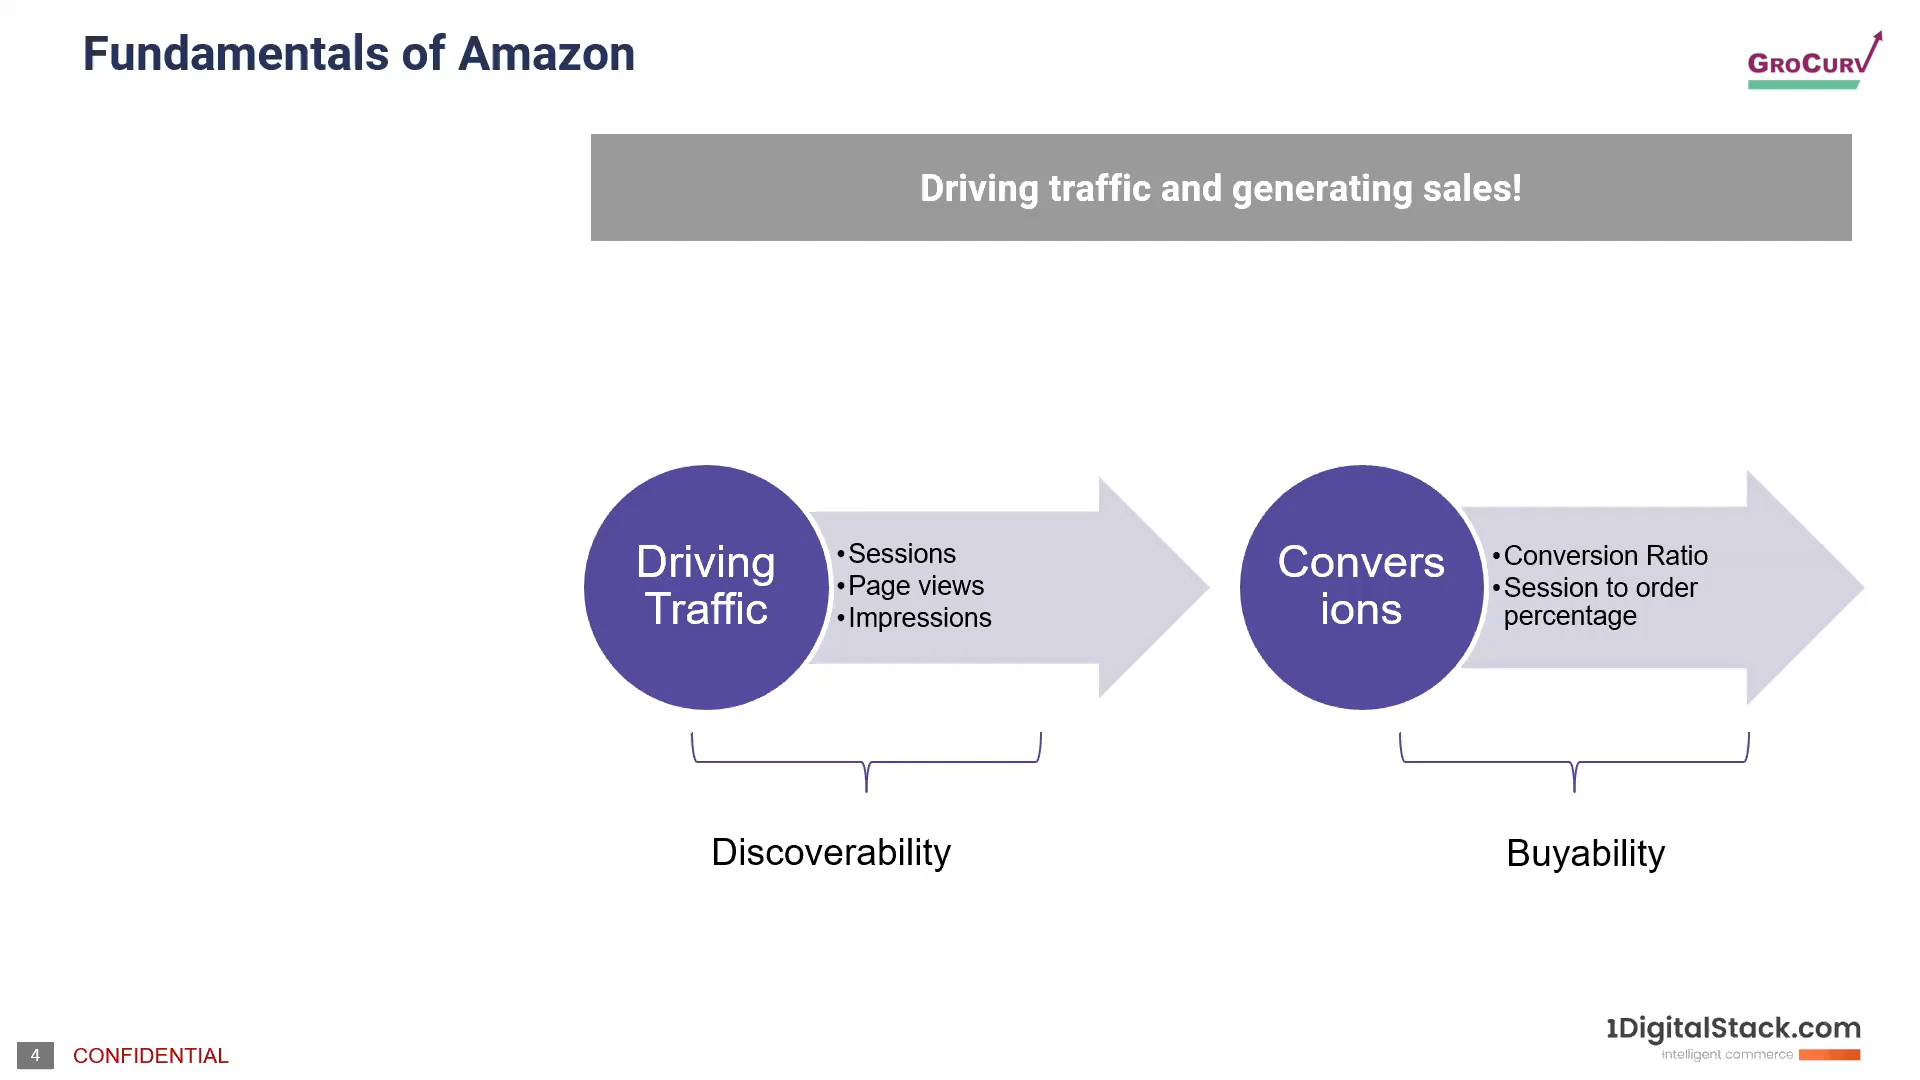 Fundamentals of Amazon
GROCURV
Driving traffic and generating sales!
Driving
Traffic
•Sessions
•Page views
•Impressions
Convers
ions
•Conversion Ratio
•Session to order
percentage
Discoverability
Buyability
4
CONFIDENTIAL
1DigitalStack.com
intelligent commerce